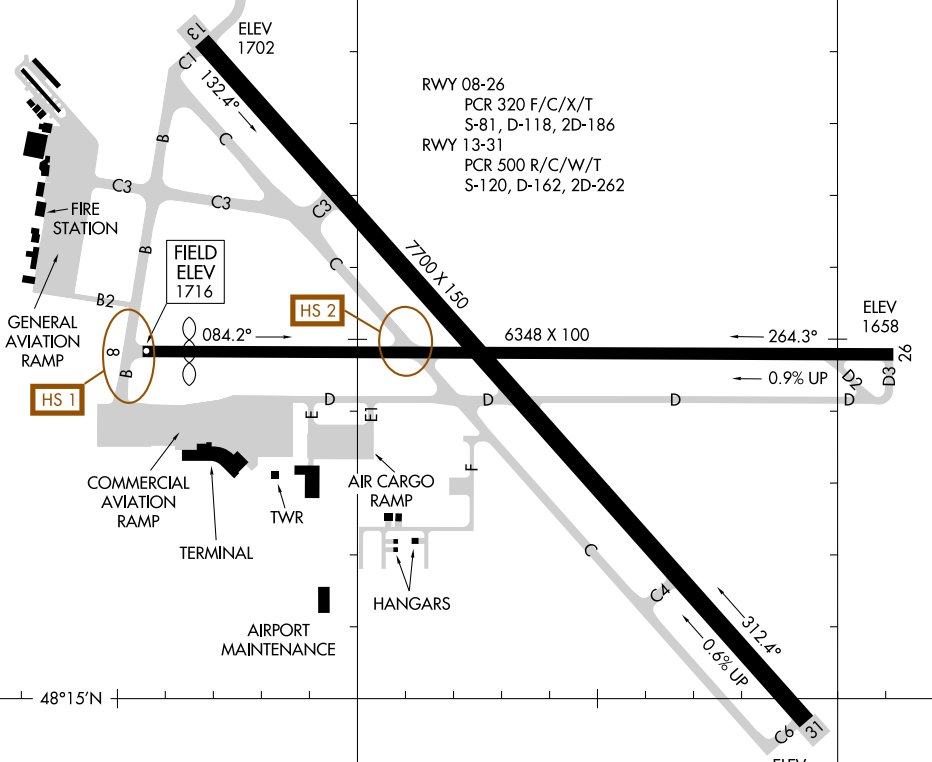 13
ELEV
1702
C1
132.4°
RWY 08-26
PCR 320 F/C/X/T
S-81, D-118, 2D-186
RWY 13-31
PCR 500 R/C/W/T
S-120, D-162, 2D-262
B
C
C3
C3
C3
FIRE
STATION
B
FIELD
ELEV
1716
C
7700 X 150
B2
HS 2
GENERAL
AVIATION
RAMP
8
084.2°
6348 X 100
264.3°
ELEV
1658
26
B
HS 1
0.9% UP
D2
D3
D
D
D
D
E
E1
F
COMMERCIAL
AVIATION
RAMP
TWR
AIR CARGO
RAMP
TERMINAL
HANGARS
C
C4
312.4°
0.6% UP
AIRPORT
MAINTENANCE
48°15'N
C6
31
ELEV